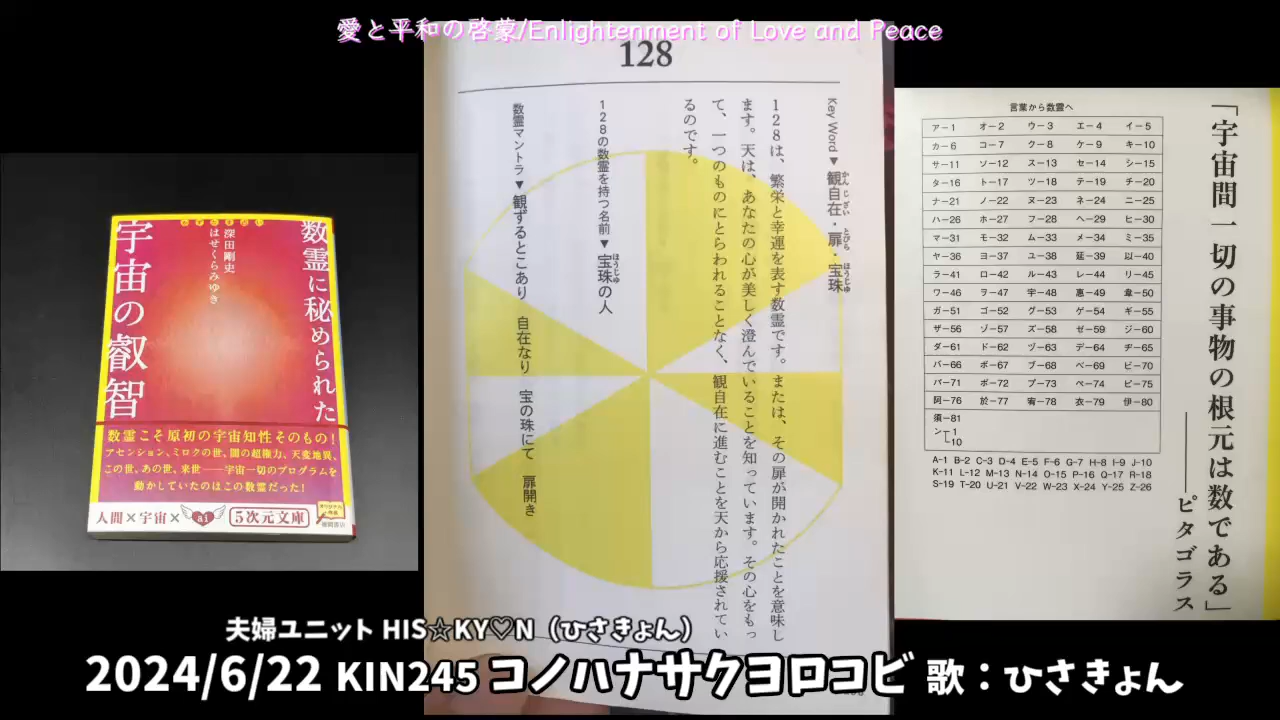 愛と平和の啓蒙/Enlightenment of Love and Peace
数霊に秘められた
宇宙の叡智
深田剛史
はせくらみゆき
数霊こそ原初の宇宙知性そのもの！
アセンション、ミロクの世、闇の超極力、天変地異、
この世、あの世、来世――宇宙一切のプログラムを
動かしていたのはこの数霊だった！
人間×宇宙×
ai
5次元文庫
徳間書店
128
Key Word▼観自在・扉・宝珠
かんじざい とびら ほうじゅ
128は、繁栄と幸運を表す数霊です。または、その扉が開かれたことを意味し
ます。天は、あなたの心が美しく澄んでいることを知っています。その心をもっ
て、一つのものにとらわれることなく、観自在に進むことを天から応援されてい
るのです。
128の数霊を持つ名前▼宝珠の人
ほうじゅ
数霊マントラ▼観ずるとこあり　自在なり　宝の珠にて　扉開き
「宇宙間一切の事物の根元は数である」
――ピタゴラス
言葉から数霊へ
ア−1 オ−2 ウ−3 エ−4 イ−5
カ−6 コ−7 ク−8 ケ−9 キ−10
サ−11 ソ−12 ス−13 セ−14 シ−15
タ−16 ト−17 ツ−18 テ−19 チ−20
ナ−21 ノ−22 ヌ−23 ネ−24 ニ−25
ハ−26 ホ−27 フ−28 ヘ−29 ヒ−30
マ−31 モ−32 ム−33 メ−34 ミ−35
ヤ−36 ヨ−37 ユ−38 延−39 以−40
ラ−41 ロ−42 ル−43 レ−44 リ−45
ワ−46 ヲ−47 宇−48 惠−49 韋−50
ガ−51 ゴ−52 グ−53 ゲ−54 ギ−55
ザ−56 ゾ−57 ズ−58 ゼ−59 ジ−60
ダ−61 ド−62 ヅ−63 デ−64 ヂ−65
バ−66 ボ−67 ブ−68 ベ−69 ビ−70
パ−71 ポ−72 プ−73 ペ−74 ピ−75
阿−76 於−77 宥−78 衣−79 伊−80
須−81
ン 1
10
A-1 B-2 C-3 D-4 E-5 F-6 G-7 H-8 I-9 J-10
K-11 L-12 M-13 N-14 O-15 P-16 Q-17 R-18
S-19 T-20 U-21 V-22 W-23 X-24 Y-25 Z-26
夫婦ユニット HIS☆KY♡N（ひさきょん）
2024/6/22 KIN245 コノハナサクヨロコビ 歌：ひさきょん